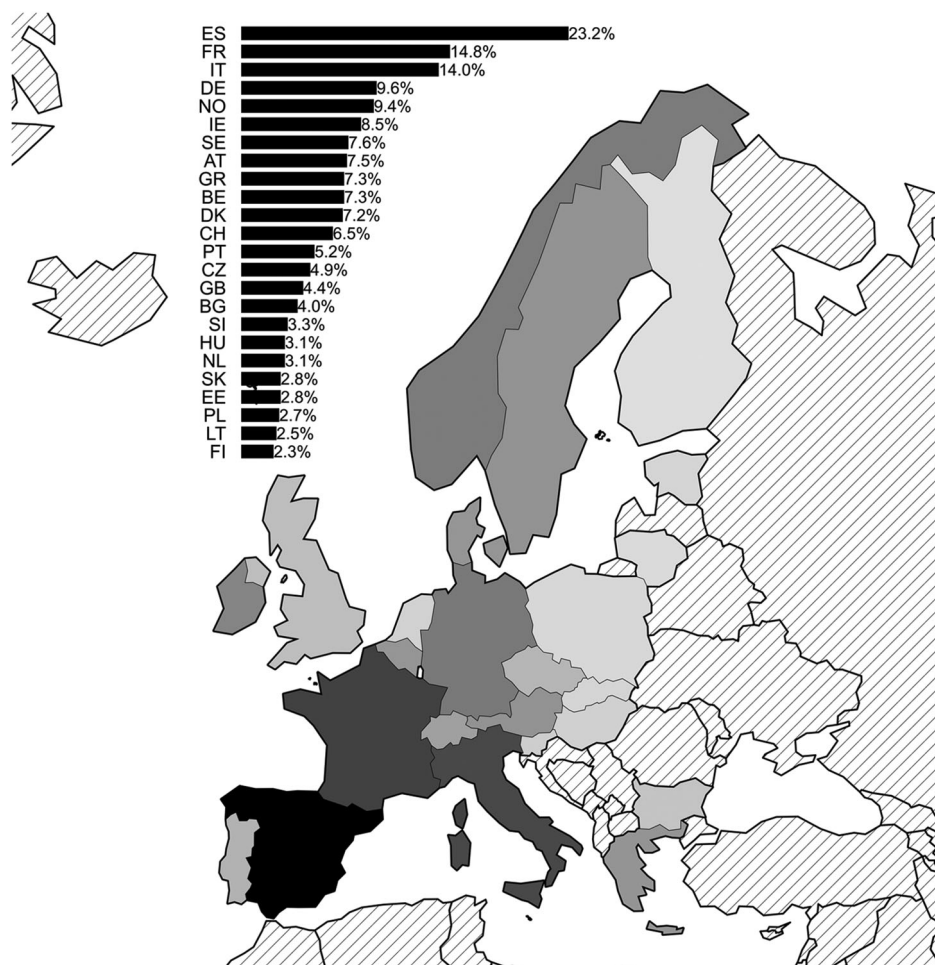 ES 23.2%
FR 14.8%
IT 14.0%
DE 9.6%
NO 9.4%
IE 8.5%
SE 7.6%
AT 7.5%
GR 7.3%
BE 7.3%
DK 7.2%
CH 6.5%
PT 5.2%
CZ 4.9%
GB 4.4%
BG 4.0%
SI 3.3%
HU 3.1%
NL 3.1%
SK 2.8%
EE 2.8%
PL 2.7%
LT 2.5%
FI 2.3%